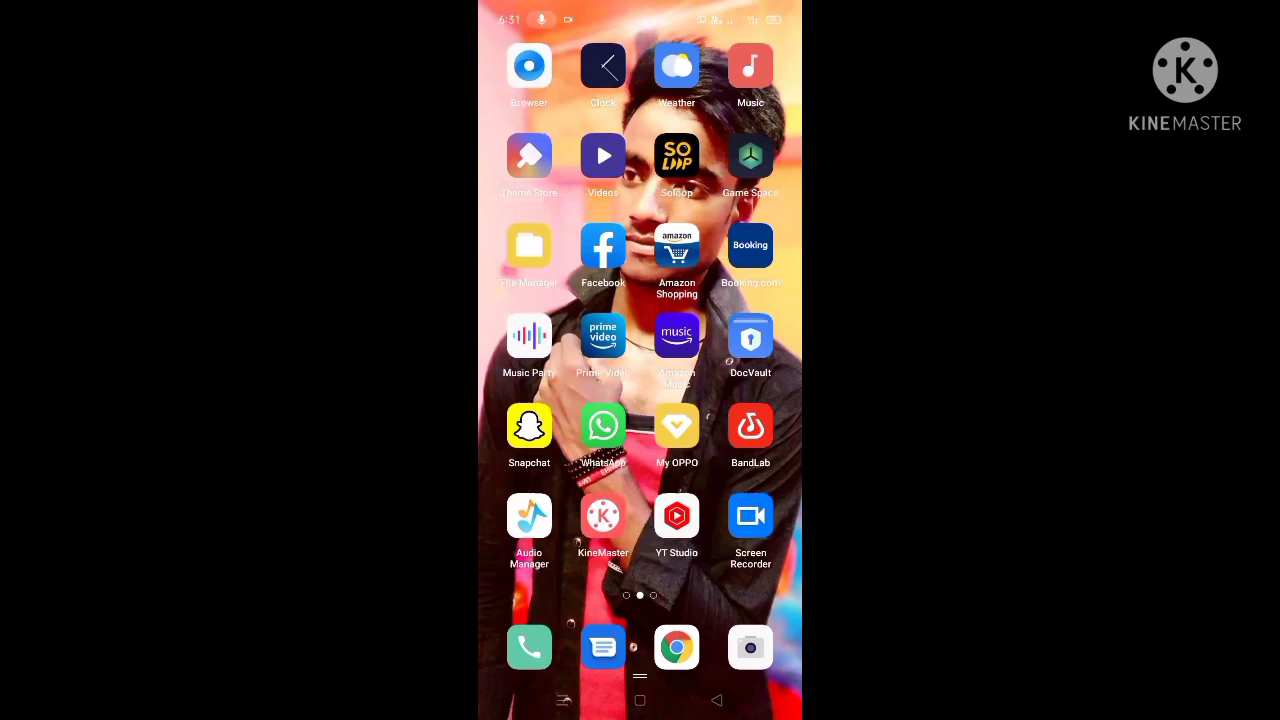 6:31
KINEMASTER
Browser
Clock
Weather
Music
SO
LOOP
Theme Store
Videos
Soloop
Game Space
amazon
Booking
File Manager
Facebook
Amazon
Shopping
Booking.com
prime
video
music
Music Party
Prime Video
Amazon
Music
DocVault
Snapchat
WhatsApp
My OPPO
BandLab
K
Audio
Manager
KineMaster
YT Studio
Screen
Recorder